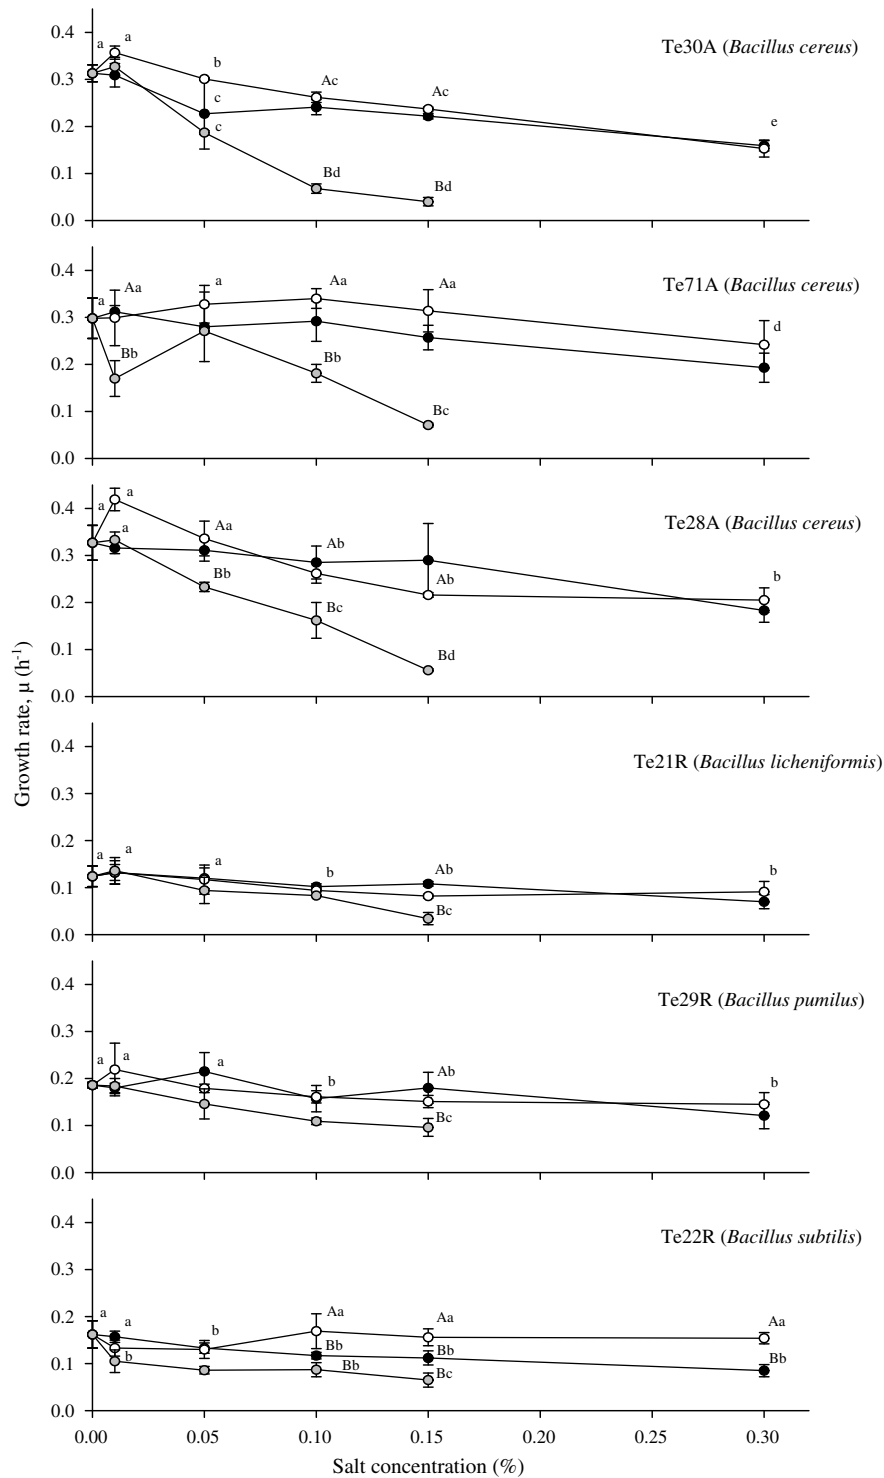 0.4
a
a
Te30A (Bacillus cereus)
b
Ac
Ac
0.3
c
e
0.2
c
0.1
Bd
Bd
0.0
0.4
Aa
a
Aa
Aa
Te71A (Bacillus cereus)
0.3
a
d
Bb
Bb
0.2
0.1
Bc
0.0
0.4
a
a
Te28A (Bacillus cereus)
a
Aa
Ab
0.3
Bb
Ab
b
0.2
Bc
0.1
Bd
0.0
Growth rate, µ (h-1)
0.4
Te21R (Bacillus licheniformis)
0.3
0.2
a
a
a
b
Ab
b
0.1
Bc
0.0
0.4
Te29R (Bacillus pumilus)
0.3
a
a
a
b
Ab
b
0.2
Bc
0.1
0.0
0.4
Te22R (Bacillus subtilis)
0.3
0.2
a
a
b
Aa
Aa
Aa
b
Bb
Bb
Bb
Bb
0.1
Bc
0.0
0.00 0.05 0.10 0.15 0.20 0.25 0.30
Salt concentration (%)